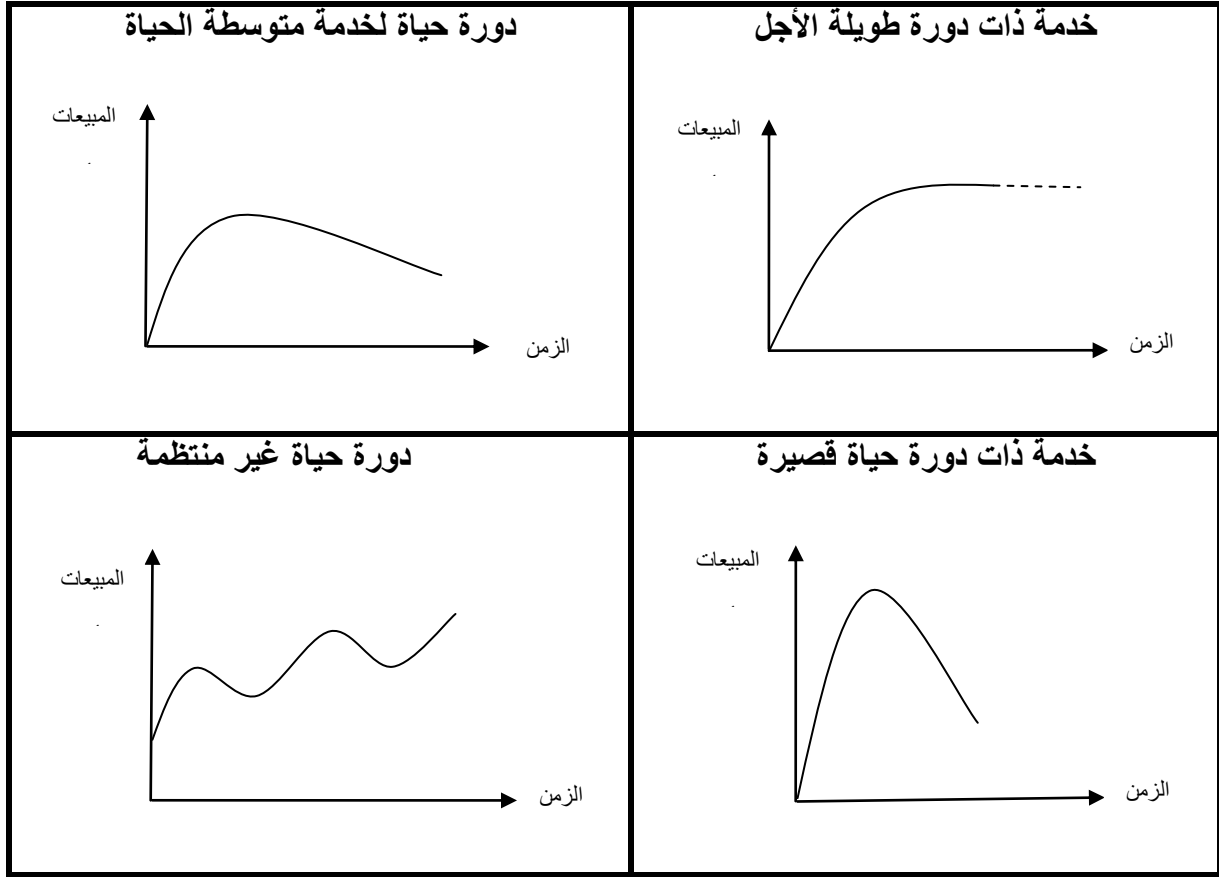 خدمة ذات دورة طويلة الأجل
المبيعات
الزمن
دورة حياة لخدمة متوسطة الحياة
المبيعات
الزمن
خدمة ذات دورة حياة قصيرة
المبيعات
الزمن
دورة حياة غير منتظمة
المبيعات
الزمن